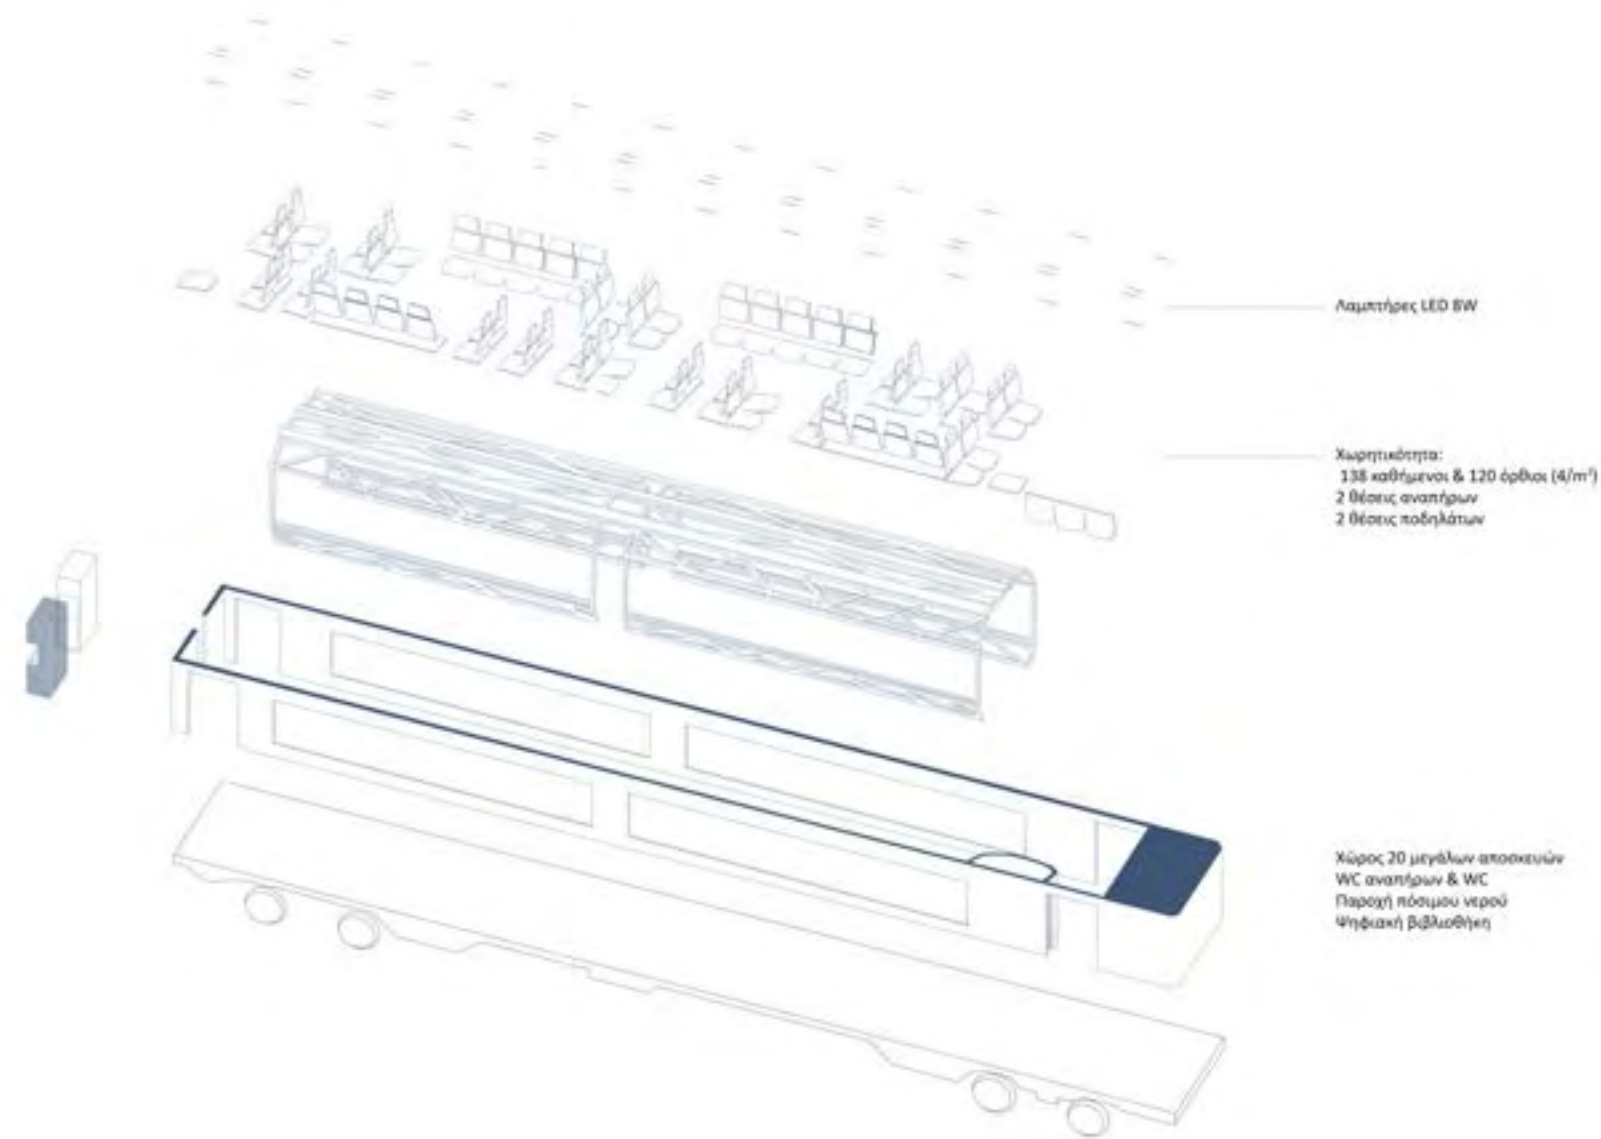 Λαμπτήρες LED 8W
Χωρητικότητα:
138 καθήμενοι & 120 όρθιοι (4/m²)
2 θέσεις αναπήρων
2 θέσεις ποδηλάτων
Χώρος 20 μεγάλων αποσκευών
WC αναπήρων & WC
Παροχή πόσιμου νερού
Ψηφιακή βιβλιοθήκη